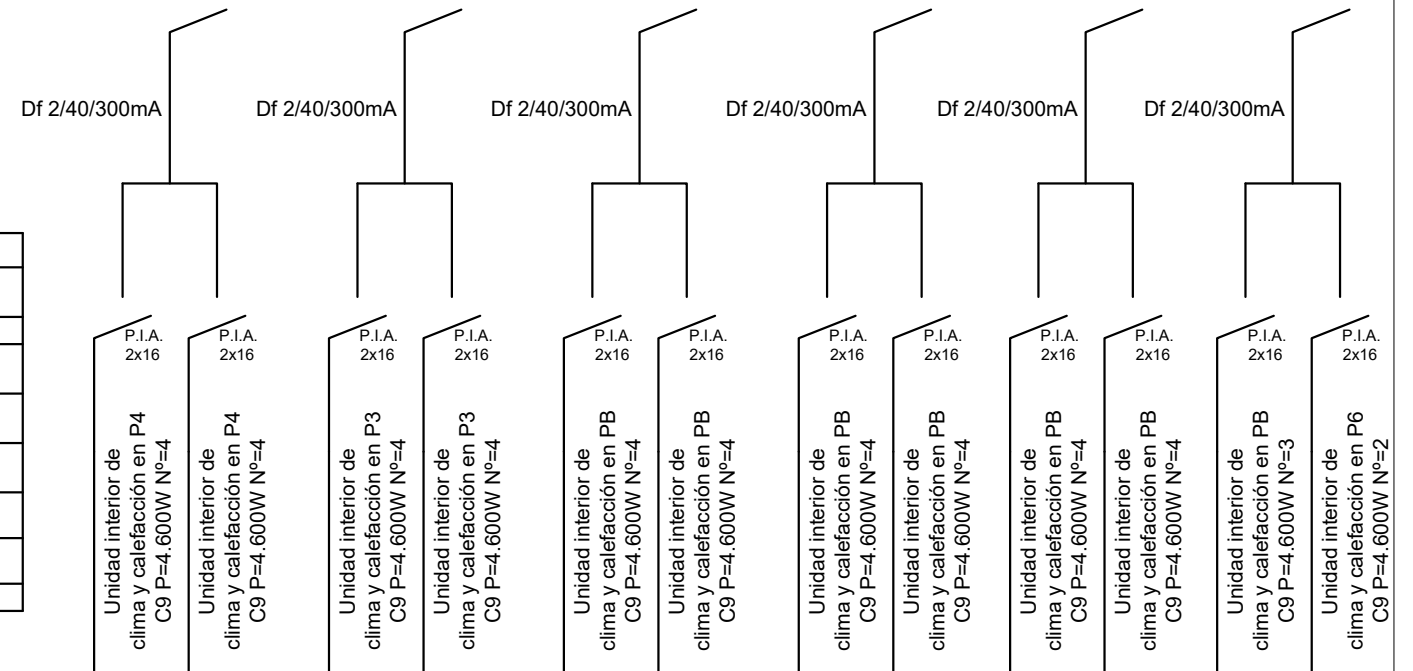 Df 2/40/300mA
Df 2/40/300mA
Df 2/40/300mA
Df 2/40/300mA
Df 2/40/300mA
Df 2/40/300mA
P.I.A.
2x16
P.I.A.
2x16
P.I.A.
2x16
P.I.A.
2x16
P.I.A.
2x16
P.I.A.
2x16
P.I.A.
2x16
P.I.A.
2x16
P.I.A.
2x16
P.I.A.
2x16
P.I.A.
2x16
P.I.A.
2x16
Unidad interior de
clima y calefacción en P4
C9 P=4.600W Nº=4
Unidad interior de
clima y calefacción en P4
C9 P=4.600W Nº=4
Unidad interior de
clima y calefacción en P3
C9 P=4.600W Nº=4
Unidad interior de
clima y calefacción en P3
C9 P=4.600W Nº=4
Unidad interior de
clima y calefacción en PB
C9 P=4.600W Nº=4
Unidad interior de
clima y calefacción en PB
C9 P=4.600W Nº=4
Unidad interior de
clima y calefacción en PB
C9 P=4.600W Nº=4
Unidad interior de
clima y calefacción en PB
C9 P=4.600W Nº=4
Unidad interior de
clima y calefacción en PB
C9 P=4.600W Nº=4
Unidad interior de
clima y calefacción en PB
C9 P=4.600W Nº=4
Unidad interior de
clima y calefacción en PB
C9 P=4.600W Nº=3
Unidad interior de
clima y calefacción en P6
C9 P=4.600W Nº=2